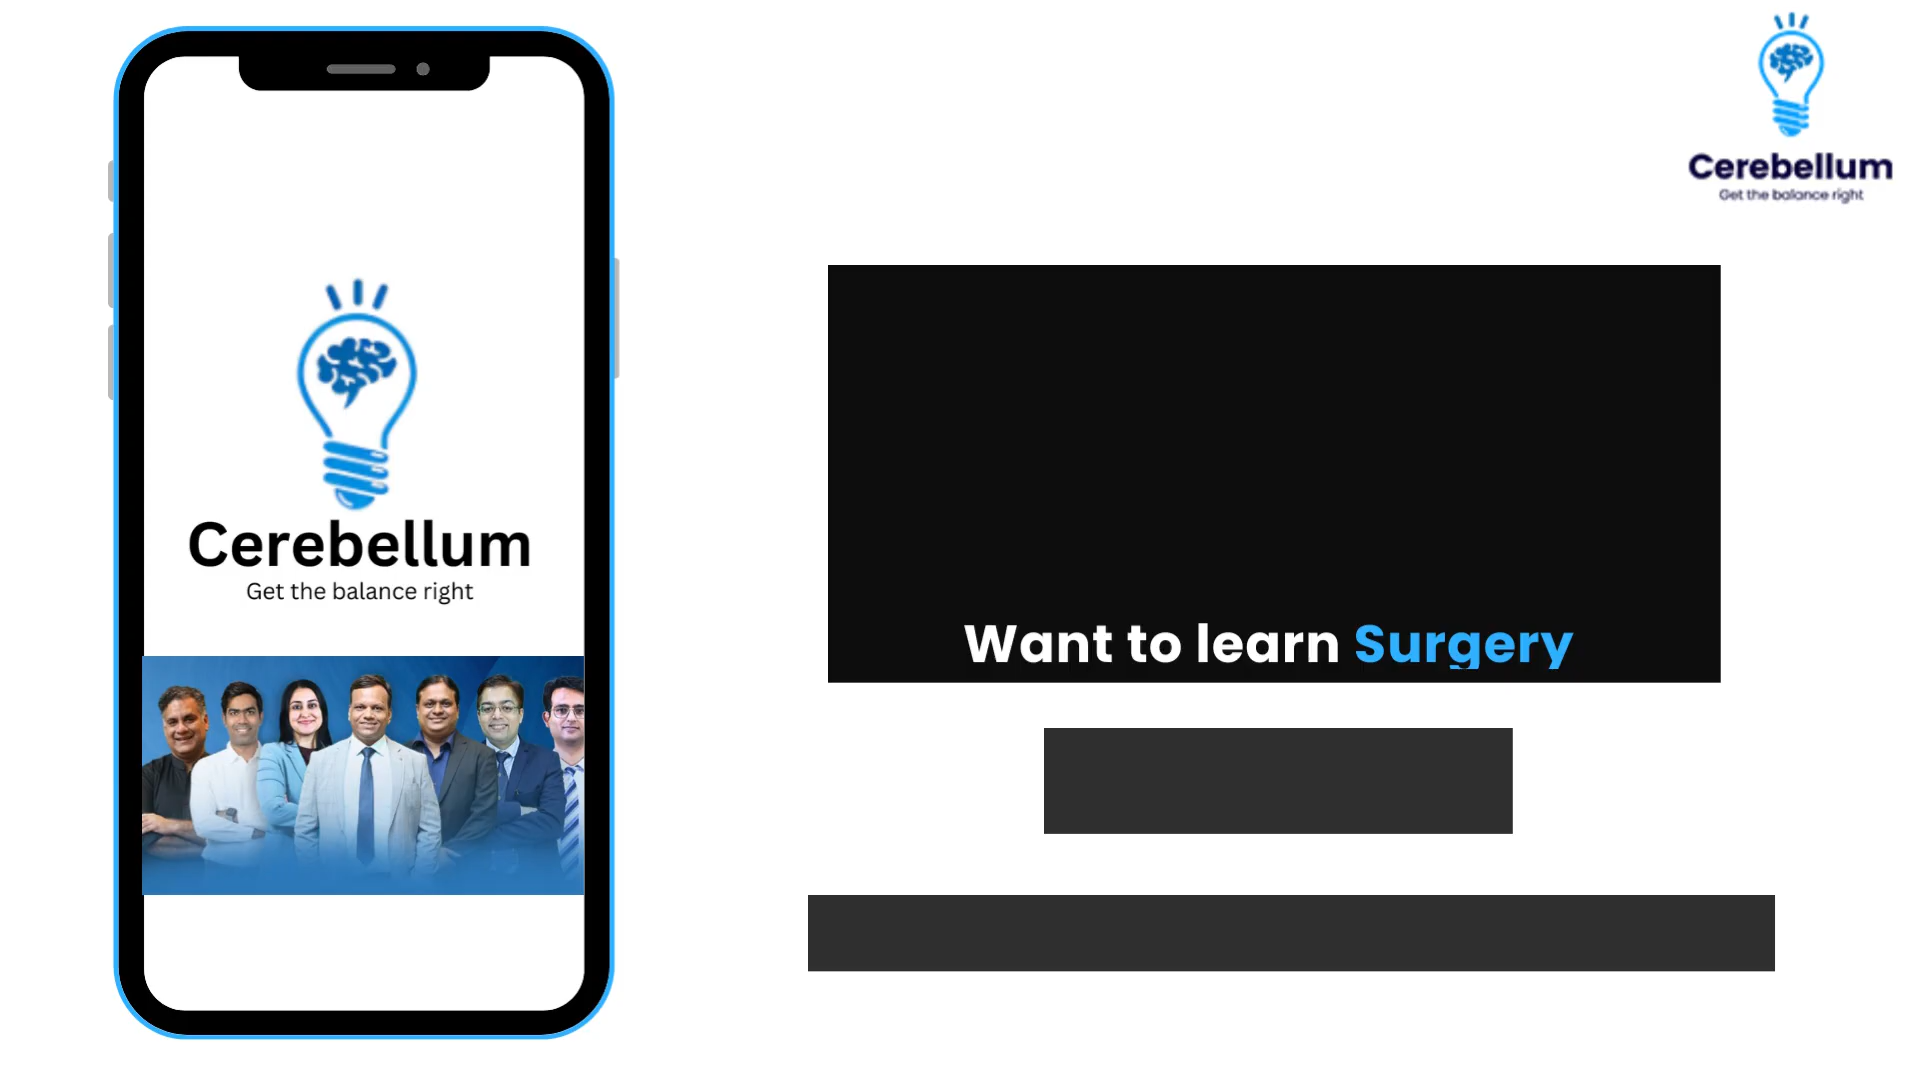 Cerebellum
Get the balance right
Cerebellum
Get the balance right
Want to learn Surgery